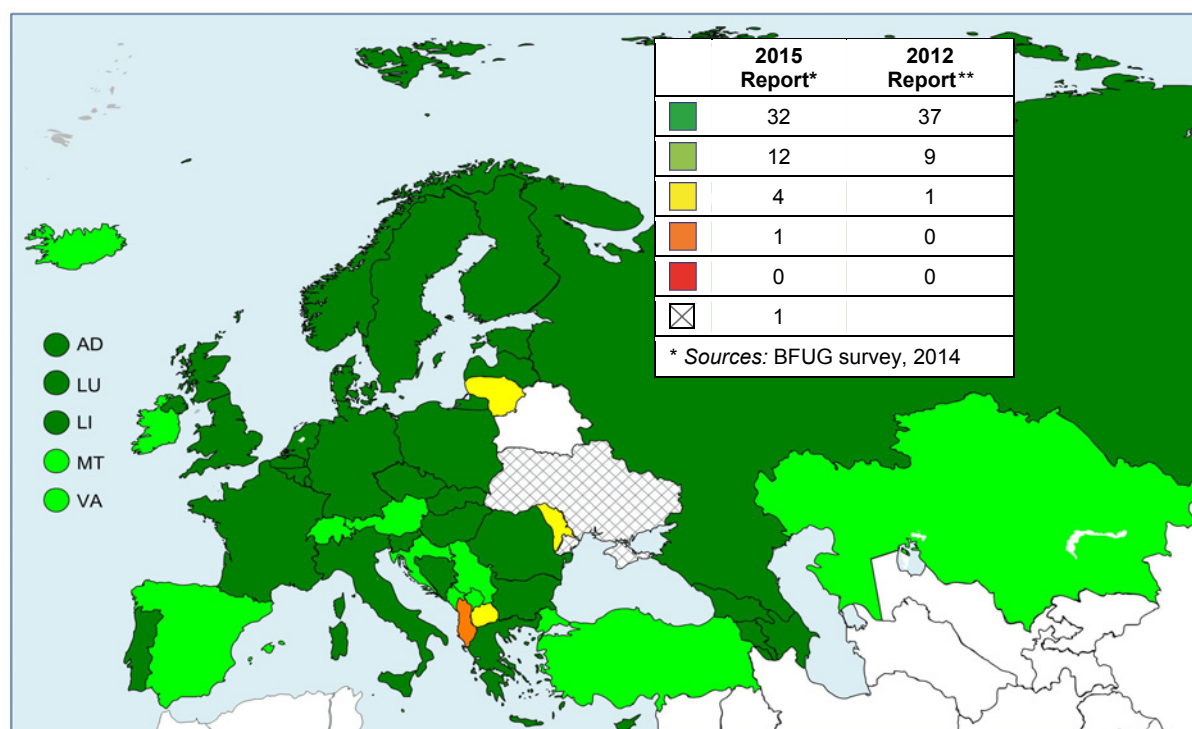 2015 Report* 2012 Report**
32 37
12 9
4 1
1 0
0 0
1
* Sources: BFUG survey, 2014
AD
LU
LI
MT
VA